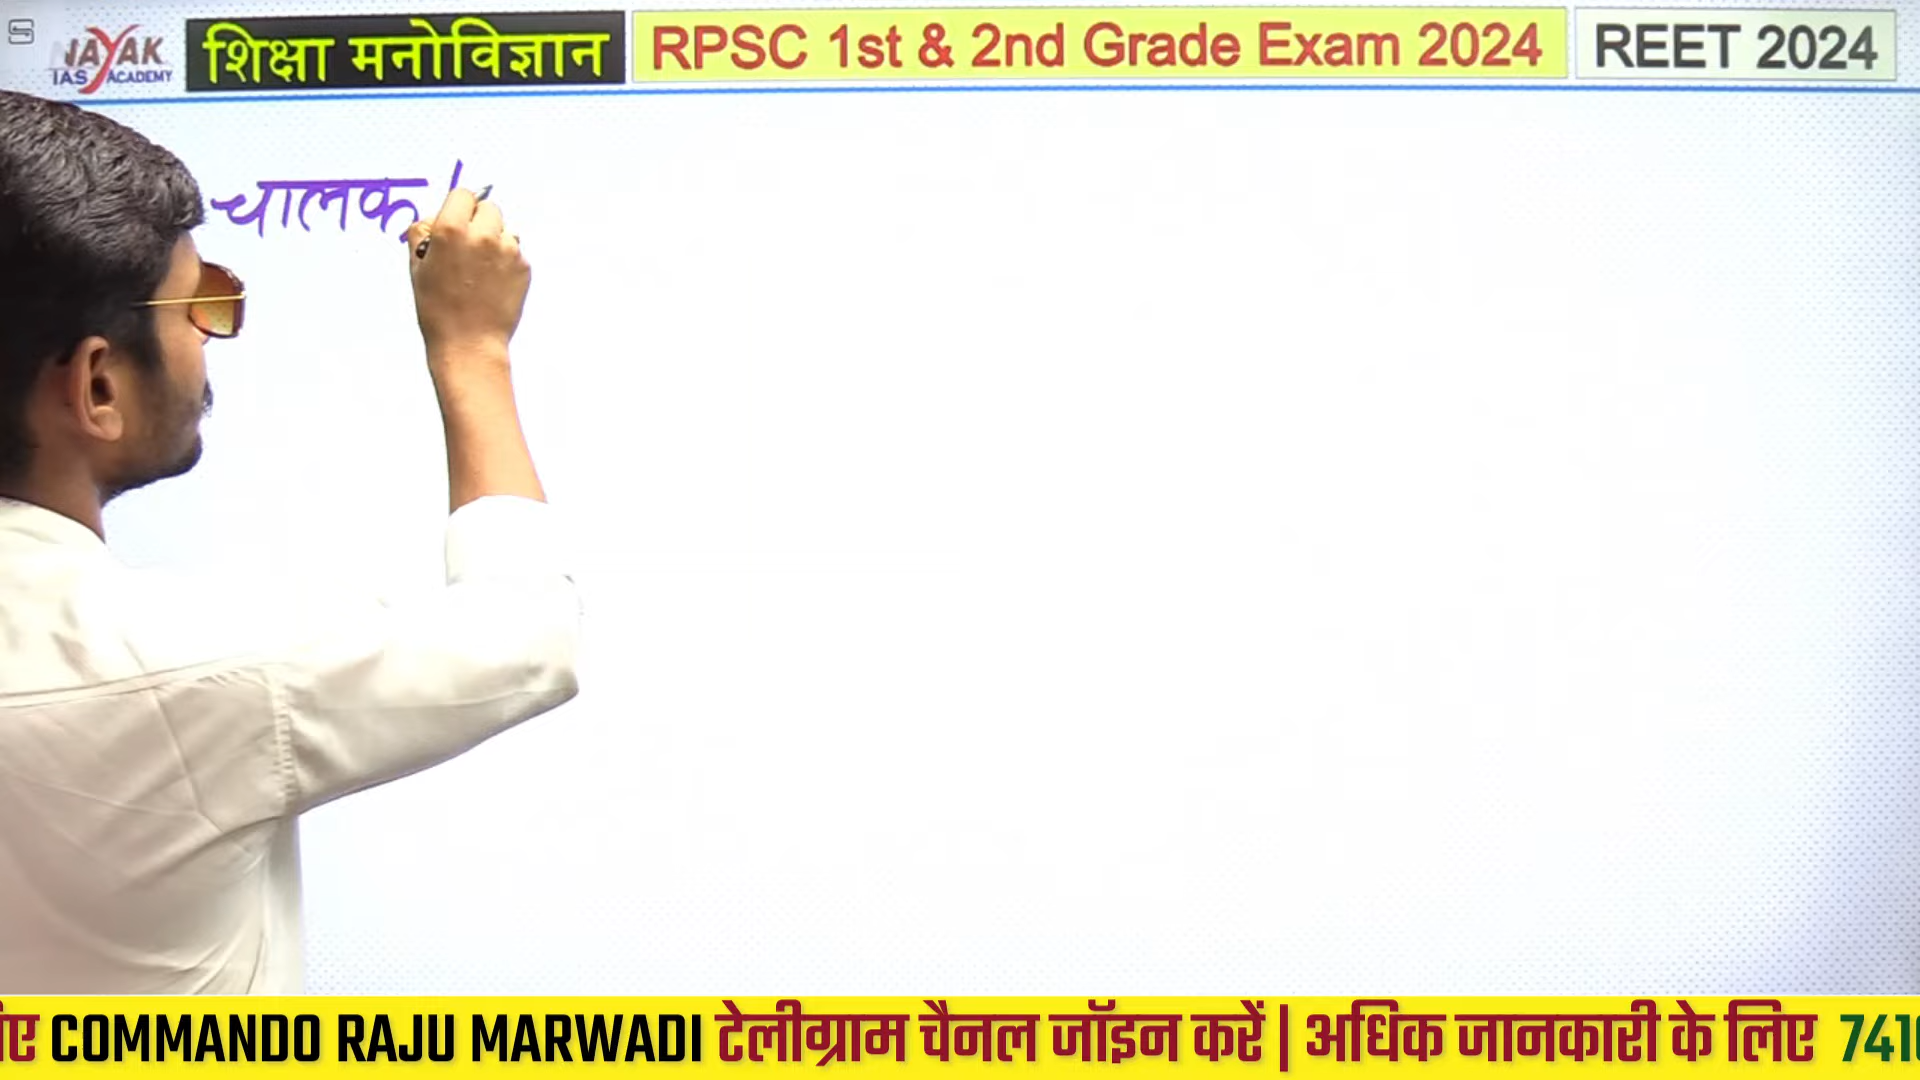 NAYAK IAS ACADEMY शिक्षा मनोविज्ञान RPSC 1st & 2nd Grade Exam 2024 REET 2024
चालक
COMMANDO RAJU MARWADI टेलीग्राम चैनल जॉइन करें | अधिक जानकारी के लिए